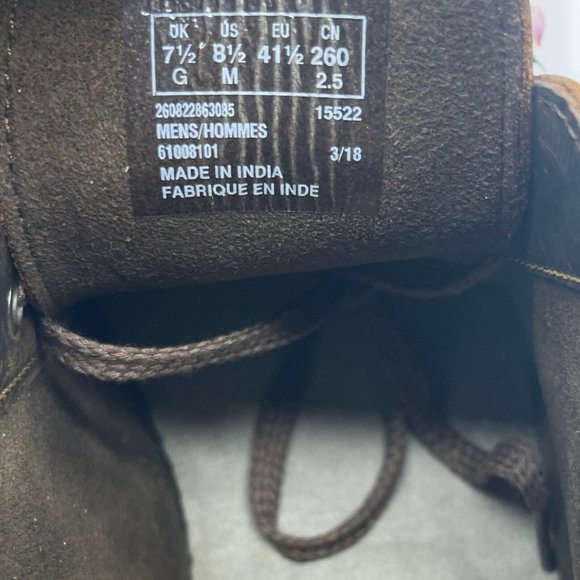 UK US EU CN
7½ 8½ 41½ 260
G M 2.5
260822863085 15522
MENS/HOMMES
61008101 3/18
MADE IN INDIA
FABRIQUE EN INDE